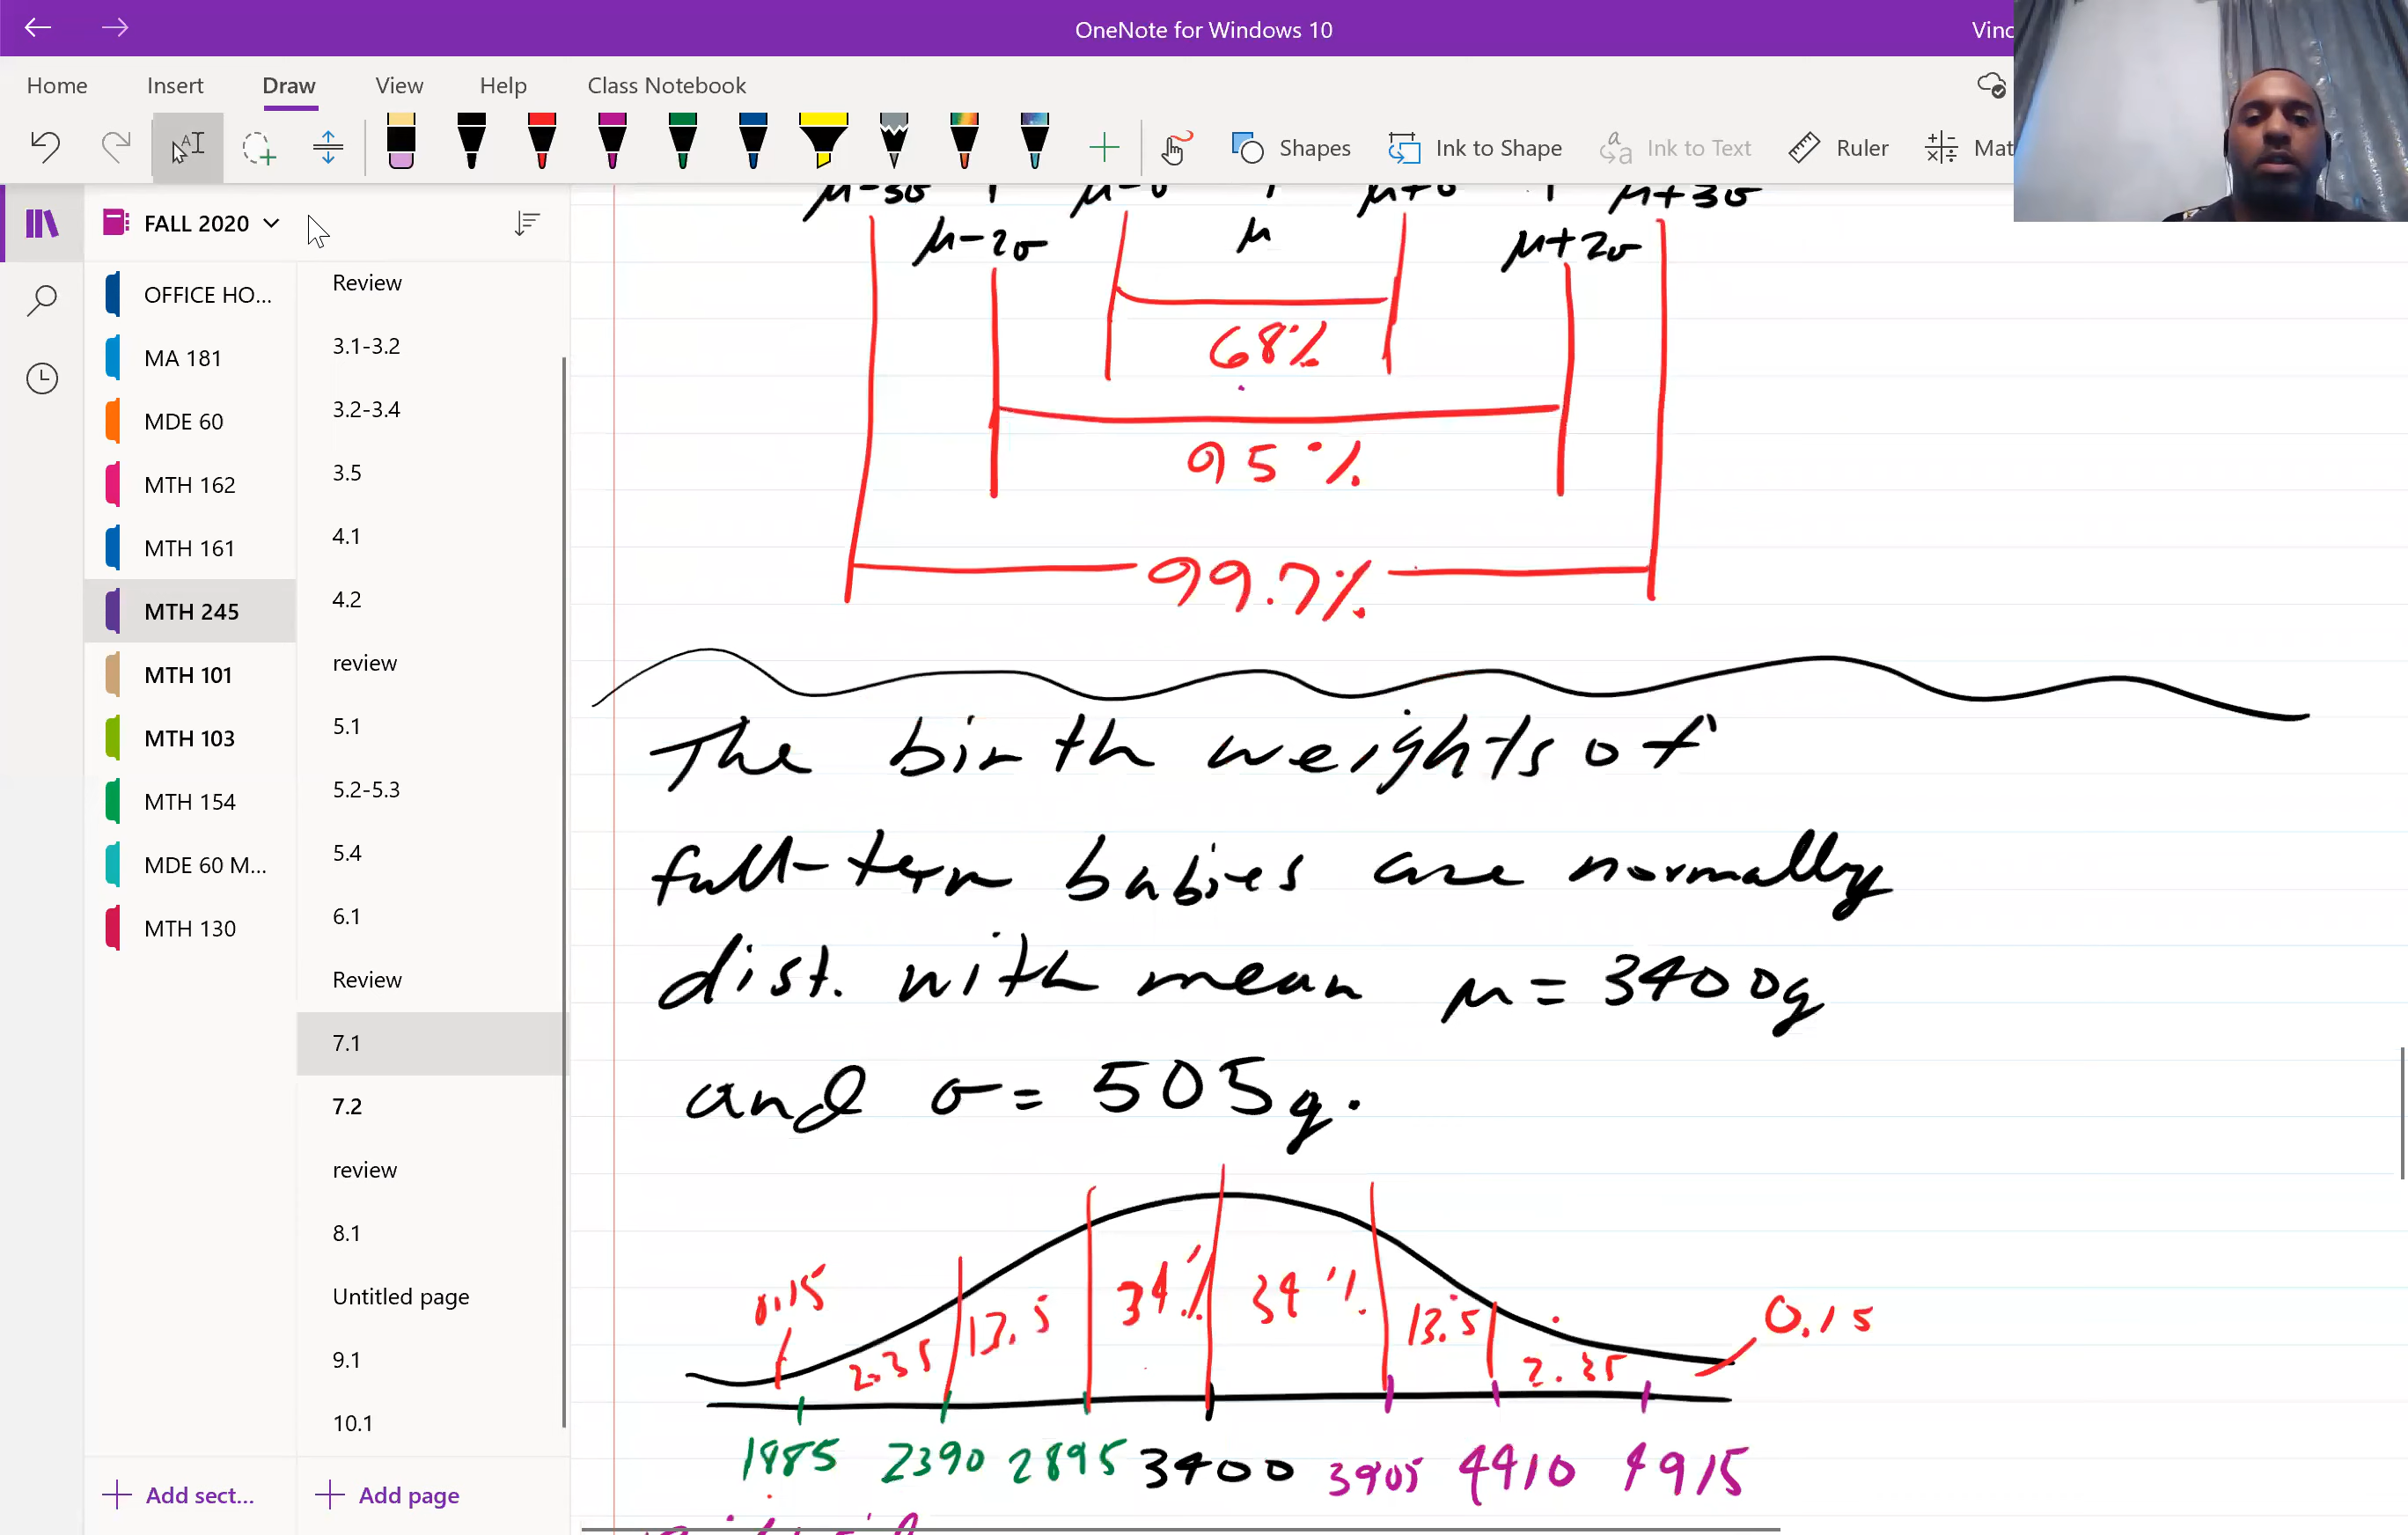 OneNote for Windows 10
Vinc
Home Insert Draw View Help Class Notebook
Shapes Ink to Shape Ink to Text Ruler Mat
FALL 2020
OFFICE HO...
MA 181
MDE 60
MTH 162
MTH 161
MTH 245
MTH 101
MTH 103
MTH 154
MDE 60 M...
MTH 130
Add sect...
Review
3.1-3.2
3.2-3.4
3.5
4.1
4.2
review
5.1
5.2-5.3
5.4
6.1
Review
7.1
7.2
review
8.1
Untitled page
9.1
10.1
Add page
μ-3σ μ-σ μ+σ μ+3σ
μ-2σ μ μ+2σ
68%
95%
99.7%
The birth weights of
full-term babies are normally
dist. with mean μ = 3400g
and σ = 505g.
0.15 2.35 13.5 34% 34% 13.5 2.35 0.15
1885 2390 2895 3400 3905 4410 4915